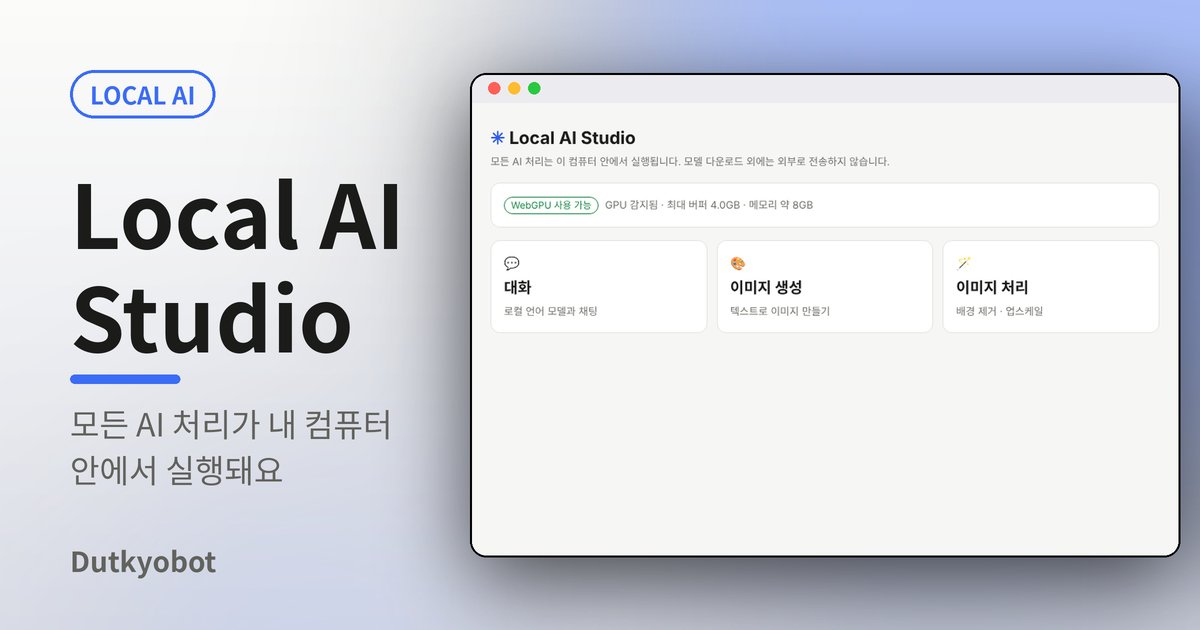 LOCAL AI
Local AI
Studio
모든 AI 처리가 내 컴퓨터
안에서 실행돼요
Dutkyobot
Local AI Studio
모든 AI 처리는 이 컴퓨터 안에서 실행됩니다. 모델 다운로드 외에는 외부로 전송하지 않습니다.
WebGPU 사용 가능 GPU 감지됨 · 최대 버퍼 4.0GB · 메모리 약 8GB
대화
로컬 언어 모델과 채팅
이미지 생성
텍스트로 이미지 만들기
이미지 처리
배경 제거 · 업스케일